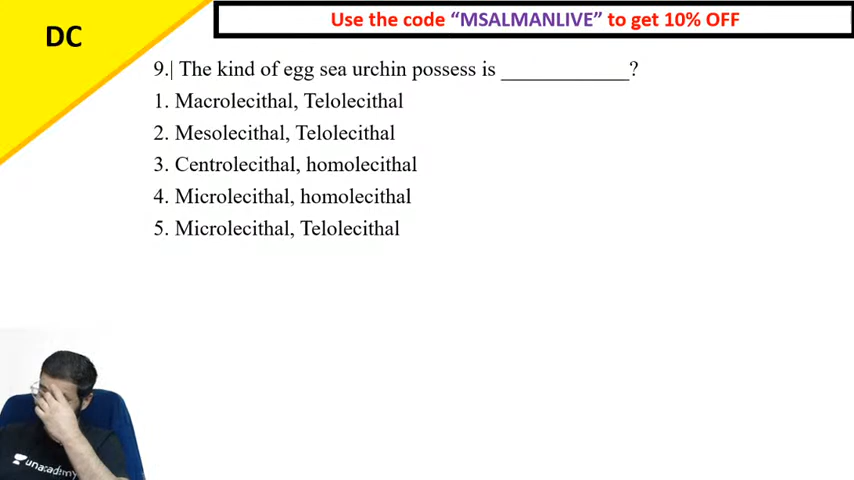 DC
Use the code “MSALMANLIVE” to get 10% OFF
9.| The kind of egg sea urchin possess is ____________?
1. Macrolecithal, Telolecithal
2. Mesolecithal, Telolecithal
3. Centrolecithal, homolecithal
4. Microlecithal, homolecithal
5. Microlecithal, Telolecithal
unacademy